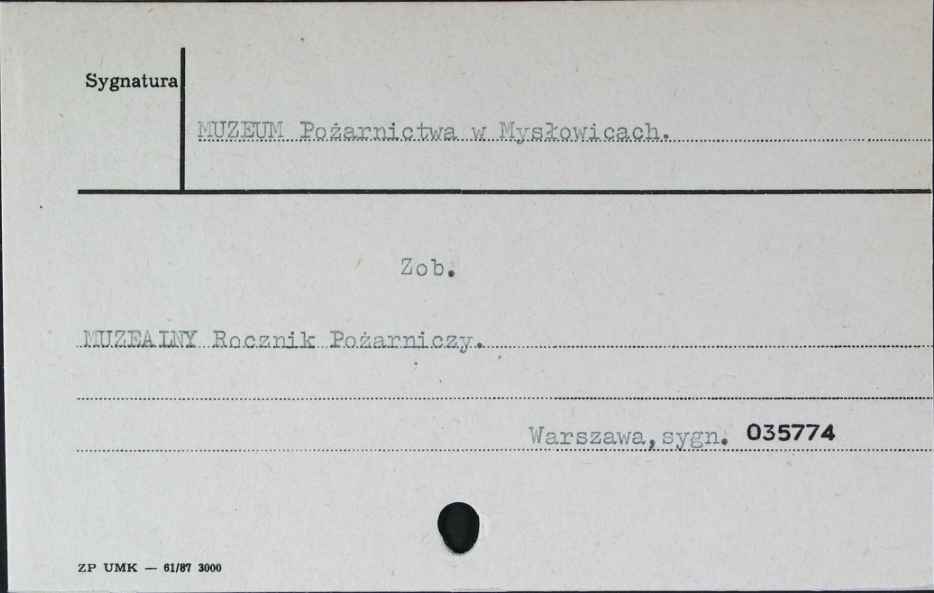 Sygnatura
MUZEUM Pożarnictwa w Mysłowicach.
Zob.
MUZEALNY Rocznik Pożarniczy.
Warszawa,sygn. 035774
ZP UMK — 61/87 3000